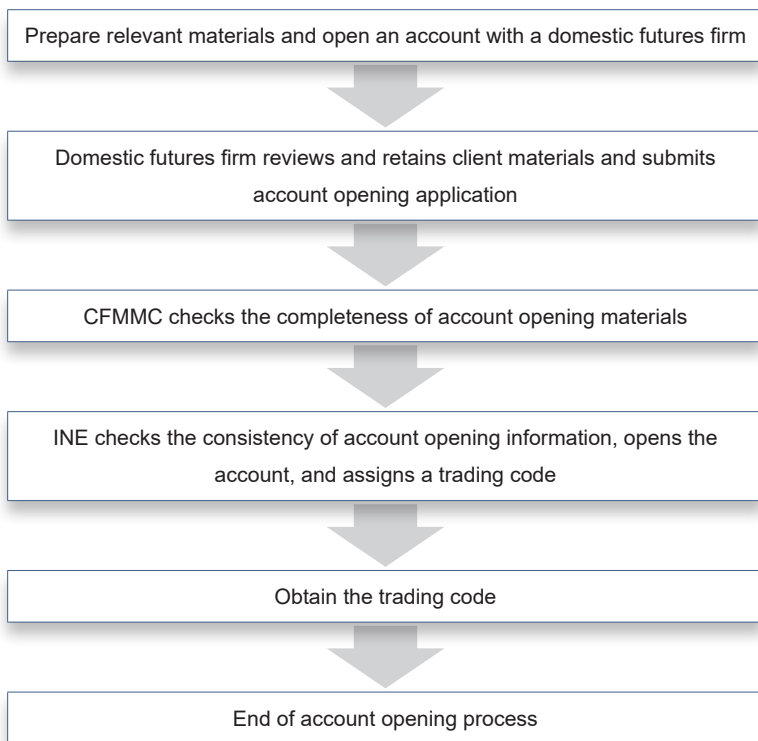 Prepare relevant materials and open an account with a domestic futures firm
Domestic futures firm reviews and retains client materials and submits
account opening application
CFMMC checks the completeness of account opening materials
INE checks the consistency of account opening information, opens the
account, and assigns a trading code
Obtain the trading code
End of account opening process